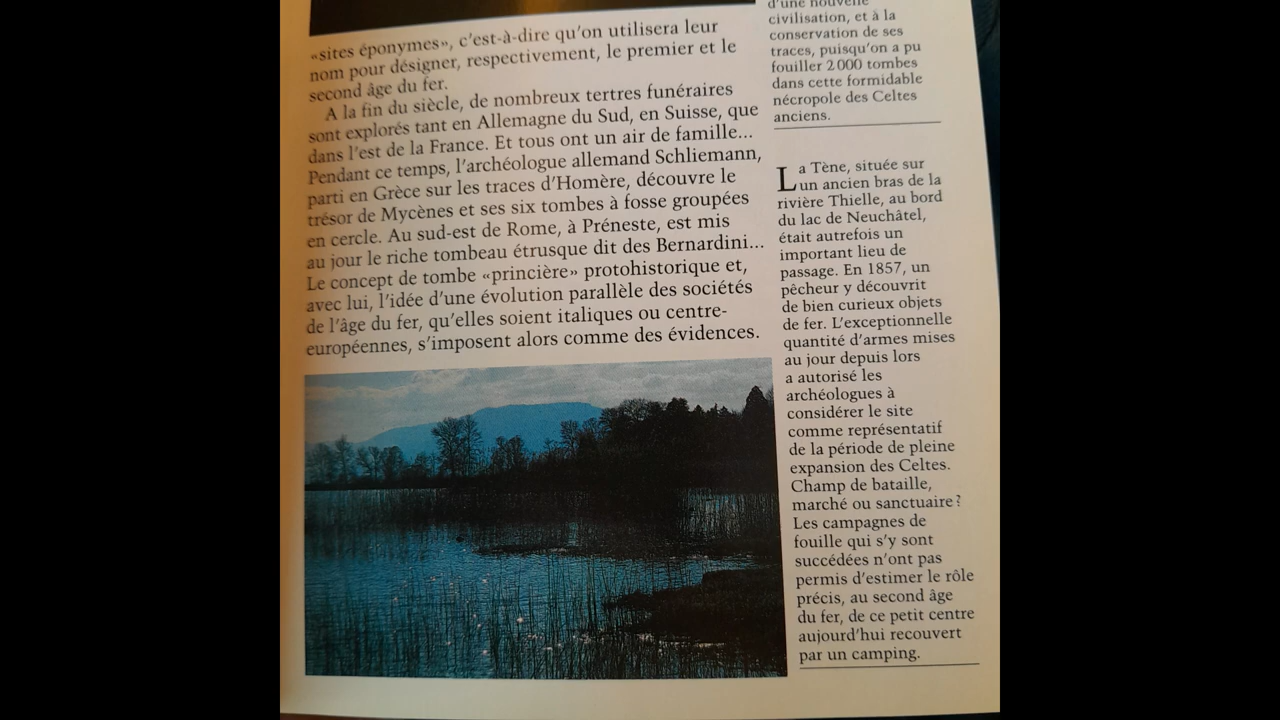 «sites éponymes», c'est-à-dire qu'on utilisera leur
nom pour désigner, respectivement, le premier et le
second âge du fer.
A la fin du siècle, de nombreux tertres funéraires
sont explorés tant en Allemagne du Sud, en Suisse, que
dans l'est de la France. Et tous ont un air de famille...
Pendant ce temps, l'archéologue allemand Schliemann,
parti en Grèce sur les traces d'Homère, découvre le
trésor de Mycènes et ses six tombes à fosse groupées
en cercle. Au sud-est de Rome, à Préneste, est mis
au jour le riche tombeau étrusque dit des Bernardini...
Le concept de tombe «princière» protohistorique et,
avec lui, l'idée d'une évolution parallèle des sociétés
de l'âge du fer, qu'elles soient italiques ou centre-
européennes, s'imposent alors comme des évidences.
d'une nouvelle
civilisation, et à la
conservation de ses
traces, puisqu'on a pu
fouiller 2 000 tombes
dans cette formidable
nécropole des Celtes
anciens.
La Tène, située sur
un ancien bras de la
rivière Thielle, au bord
du lac de Neuchâtel,
était autrefois un
important lieu de
passage. En 1857, un
pêcheur y découvrit
de bien curieux objets
de fer. L'exceptionnelle
quantité d'armes mises
au jour depuis lors
a autorisé les
archéologues à
considérer le site
comme représentatif
de la période de pleine
expansion des Celtes.
Champ de bataille,
marché ou sanctuaire ?
Les campagnes de
fouille qui s'y sont
succédées n'ont pas
permis d'estimer le rôle
précis, au second âge
du fer, de ce petit centre
aujourd'hui recouvert
par un camping.